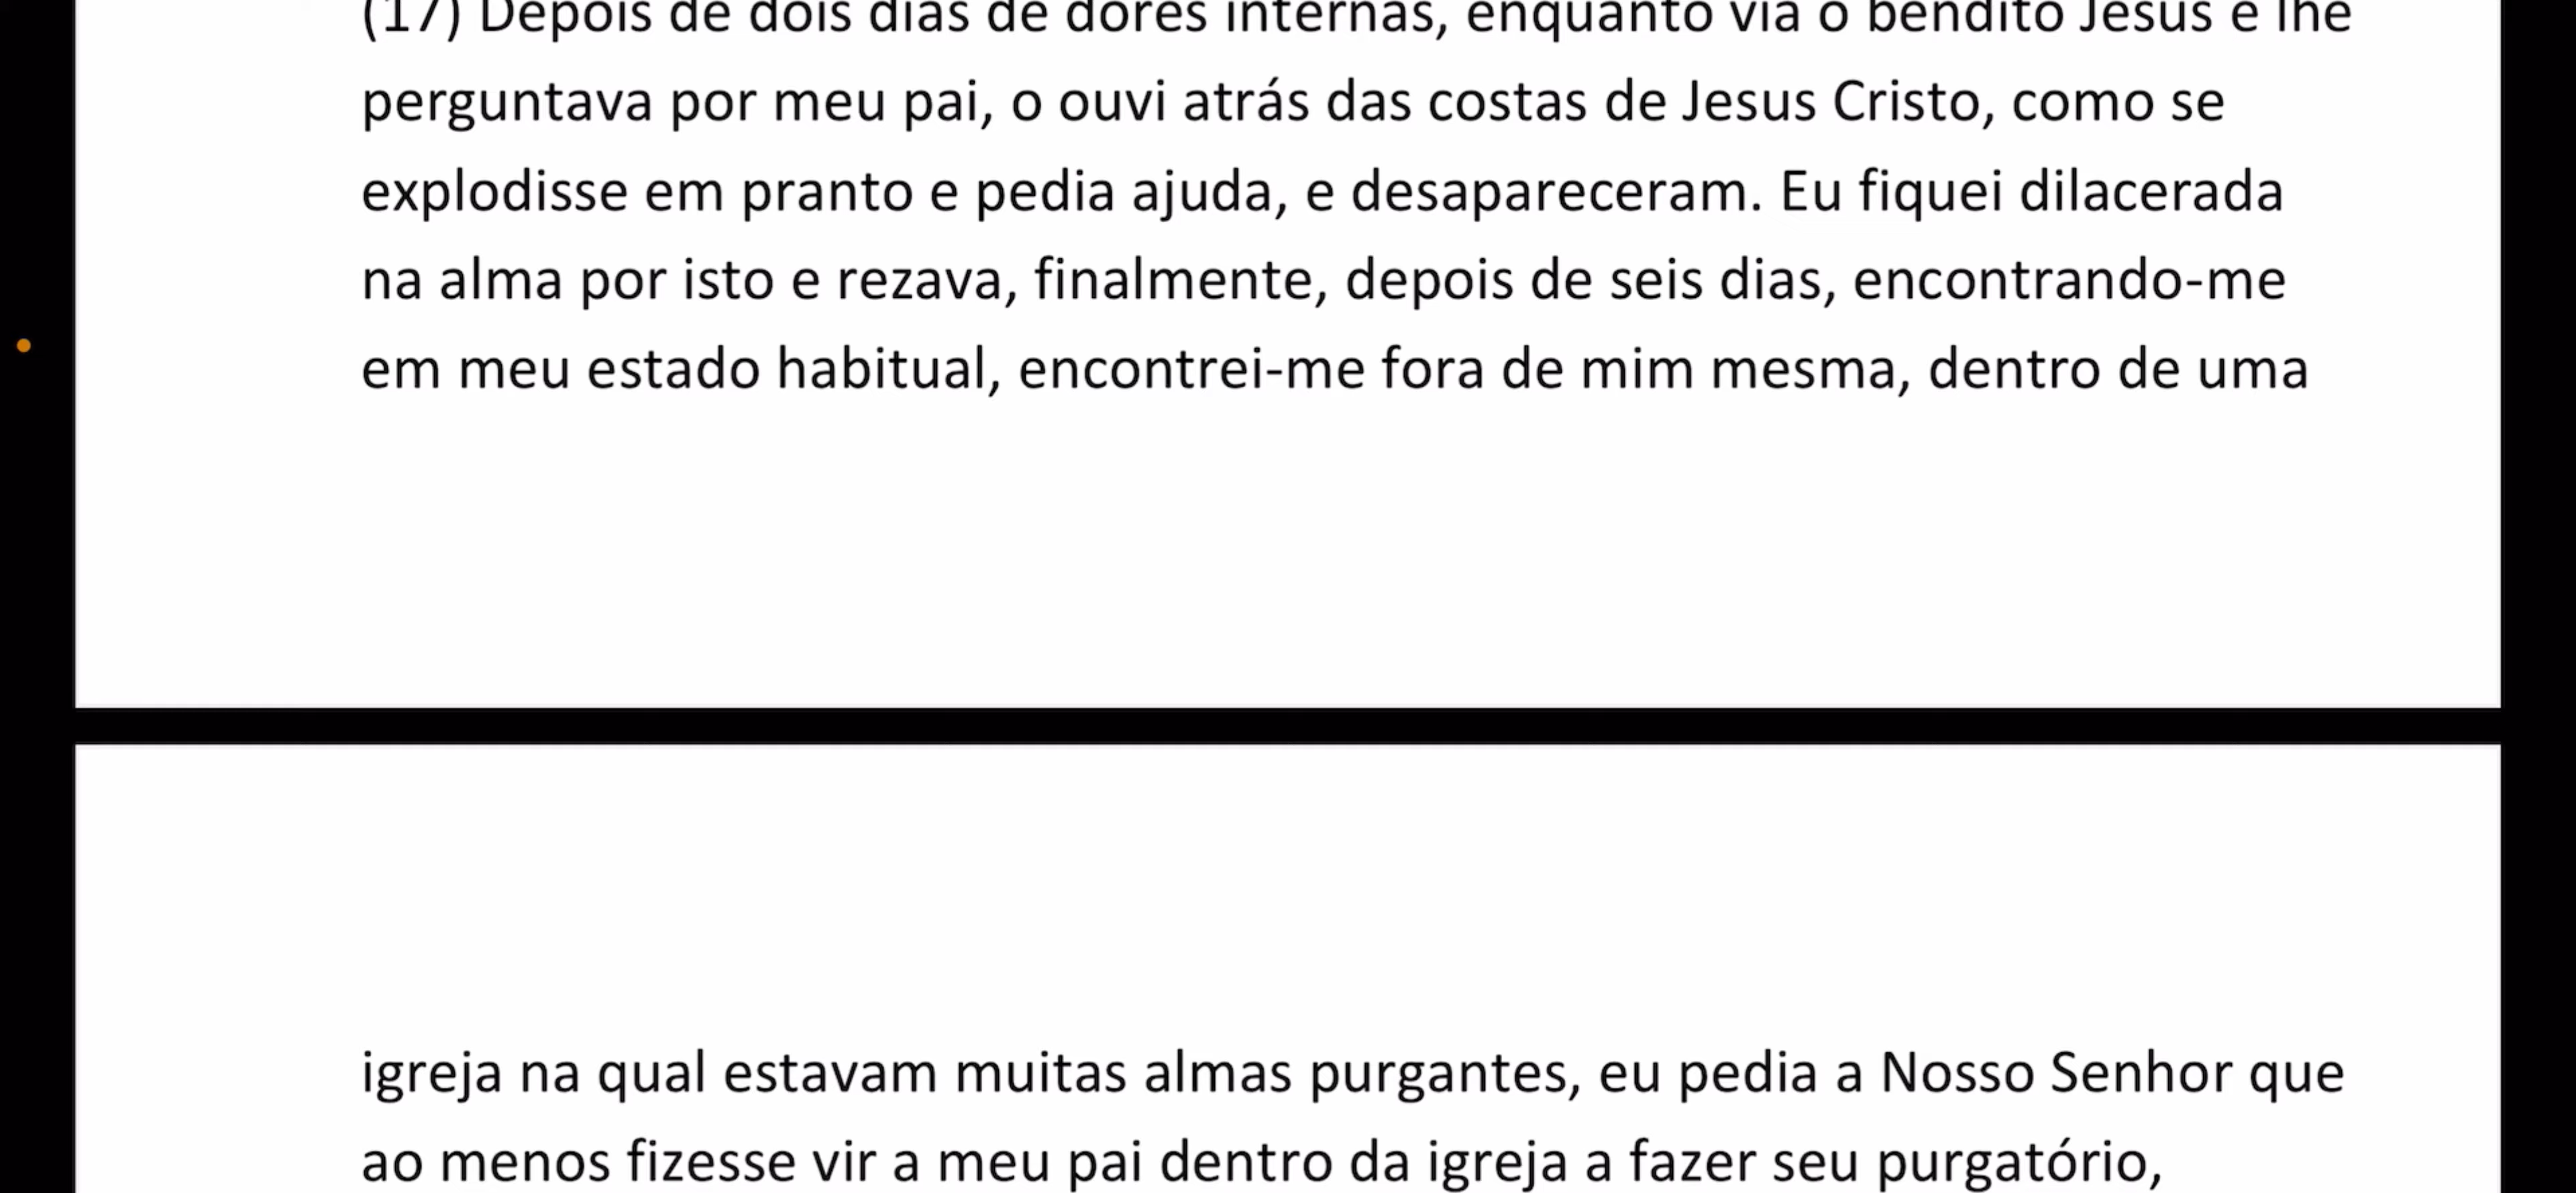 (17) Depois de dois dias de dores internas, enquanto via o bendito Jesus e lhe
perguntava por meu pai, o ouvi atrás das costas de Jesus Cristo, como se
explodisse em pranto e pedia ajuda, e desapareceram. Eu fiquei dilacerada
na alma por isto e rezava, finalmente, depois de seis dias, encontrando-me
em meu estado habitual, encontrei-me fora de mim mesma, dentro de uma
igreja na qual estavam muitas almas purgantes, eu pedia a Nosso Senhor que
ao menos fizesse vir a meu pai dentro da igreja a fazer seu purgatório,